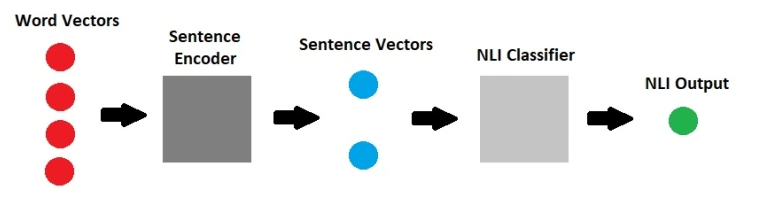 Word Vectors
Sentence
Encoder
Sentence Vectors
NLI Classifier
NLI Output